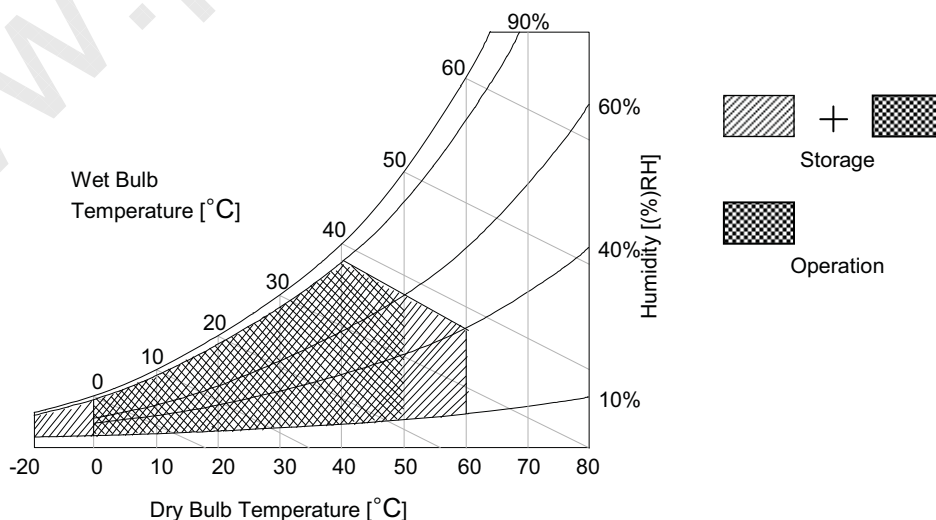 90%
60
60%
50
Wet Bulb
Temperature [°C]
Storage
40
40%
Humidity [(%)RH]
30
Operation
20
10
0
10%
-20 0 10 20 30 40 50 60 70 80
Dry Bulb Temperature [°C]